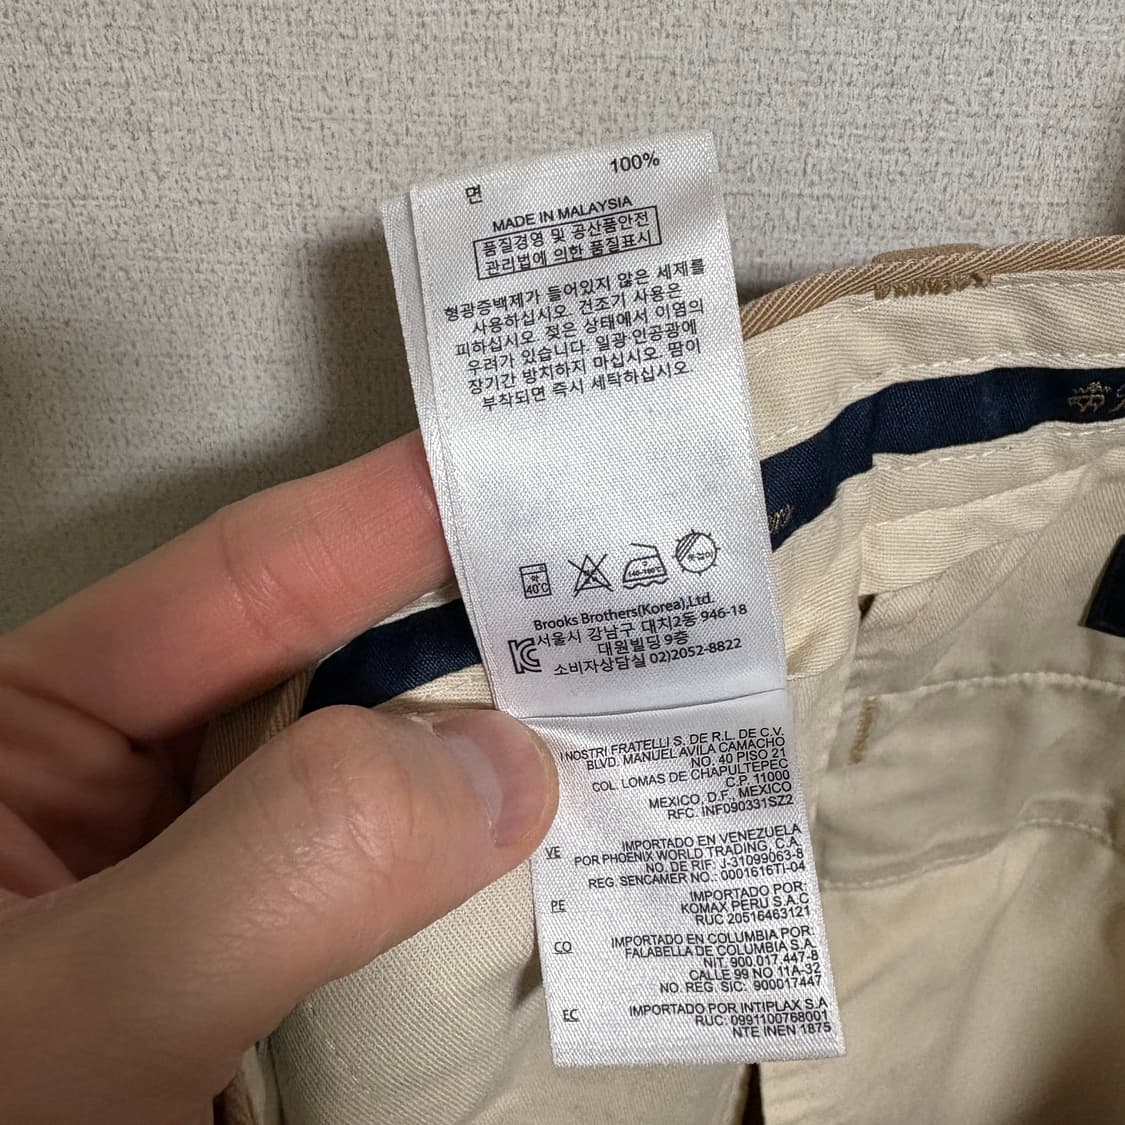 면 100%
MADE IN MALAYSIA
품질경영 및 공산품안전
관리법에 의한 품질표시
형광증백제가 들어있지 않은 세제를
사용하십시오. 건조기 사용은
피하십시오. 젖은 상태에서 이염의
우려가 있습니다. 일광·인공광에
장기간 방치하지 마십시오. 땀이
부착되면 즉시 세탁하십시오.
약
40℃
Brooks Brothers(Korea),Ltd.
서울시 강남구 대치2동 946-18
대원빌딩 9층
소비자상담실 02)2052-8822
I NOSTRI FRATELLI S. DE R.L. DE C.V.
BLVD. MANUEL AVILA CAMACHO
NO. 40 PISO 21
COL. LOMAS DE CHAPULTEPEC
C.P. 11000
MEXICO, D.F., MEXICO
RFC. INF090331SZ2
VE IMPORTADO EN VENEZUELA
POR PHOENIX WORLD TRADING, C.A.
NO. DE RIF: J-31099063-8
REG. SENCAMER NO.: 0001616TI-04
PE IMPORTADO POR:
KOMAX PERU S.A.C
RUC 20516463121
CO IMPORTADO EN COLUMBIA POR:
FALABELLA DE COLUMBIA S.A.
NIT. 900.017.447-8
CALLE 99 NO 11A-32
NO. REG. SIC: 900017447
EC IMPORTADO POR INTIPLAX S.A
RUC: 0991100768001
NTE INEN 1875